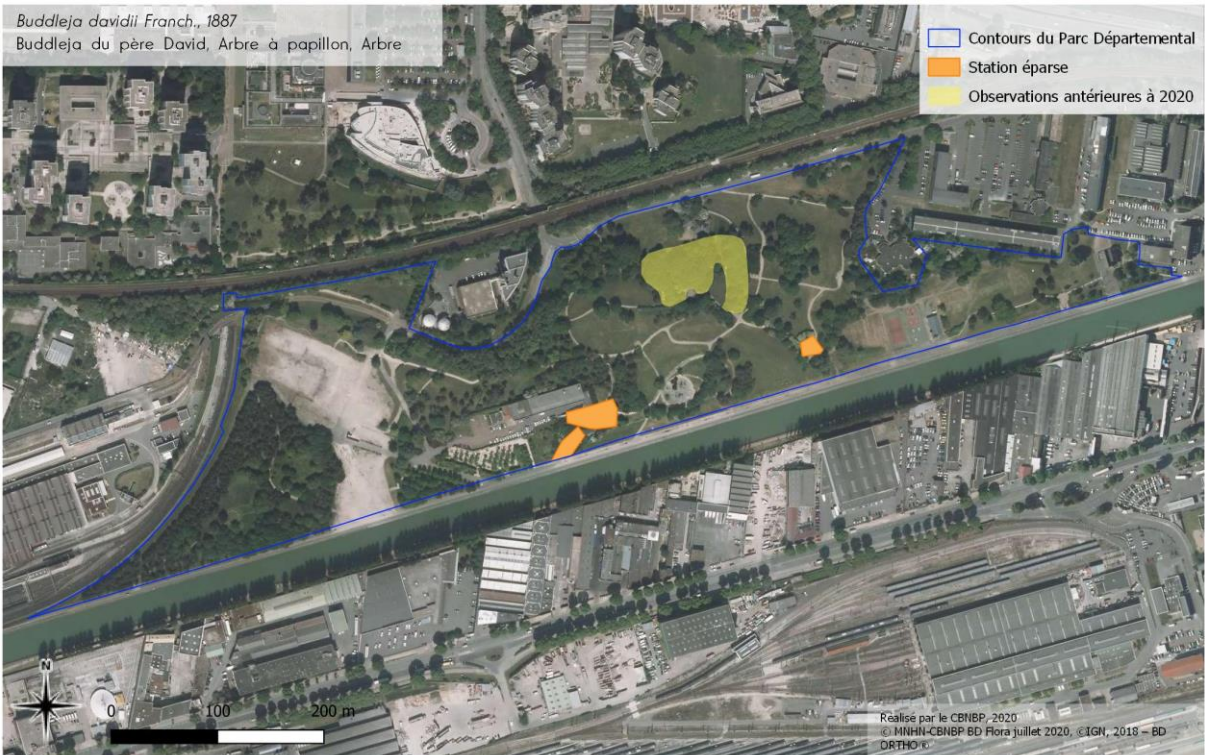 Buddleja davidii Franch., 1887
Buddleja du père David, Arbre à papillon, Arbre
Contours du Parc Départemental
Station éparse
Observations antérieures à 2020
N
0 100 200 m
Réalisé par le CBNBP, 2020
© MNHN-CBNBP BD Flora juillet 2020, ©IGN, 2018 – BD
ORTHO ®